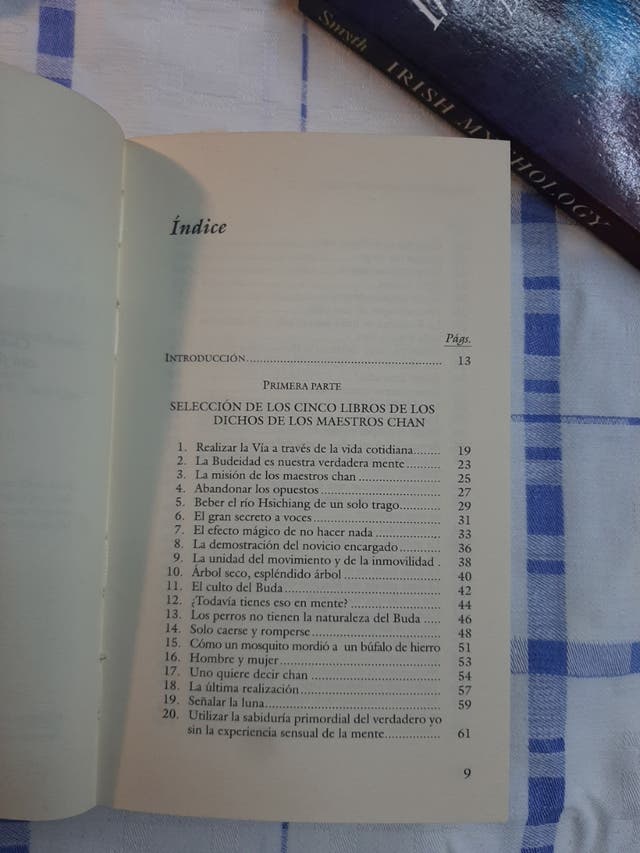 Smyth IRISH MYTHOLOGY
Índice
Págs.
INTRODUCCIÓN.................................................... 13
PRIMERA PARTE
SELECCIÓN DE LOS CINCO LIBROS DE LOS
DICHOS DE LOS MAESTROS CHAN
1. Realizar la Vía a través de la vida cotidiana....... 19
2. La Budeidad es nuestra verdadera mente.......... 23
3. La misión de los maestros chan...................... 25
4. Abandonar los opuestos................................ 27
5. Beber el río Hsichiang de un solo trago........... 29
6. El gran secreto a voces.................................. 31
7. El efecto mágico de no hacer nada.................. 33
8. La demostración del novicio encargado........... 36
9. La unidad del movimiento y de la inmovilidad . 38
10. Árbol seco, espléndido árbol.......................... 40
11. El culto del Buda......................................... 42
12. ¿Todavía tienes eso en mente?........................ 44
13. Los perros no tienen la naturaleza del Buda...... 46
14. Solo caerse y romperse.................................. 48
15. Cómo un mosquito mordió a un búfalo de hierro 51
16. Hombre y mujer.......................................... 53
17. Uno quiere decir chan................................... 54
18. La última realización.................................... 57
19. Señalar la luna............................................. 59
20. Utilizar la sabiduría primordial del verdadero yo
sin la experiencia sensual de la mente............... 61
9